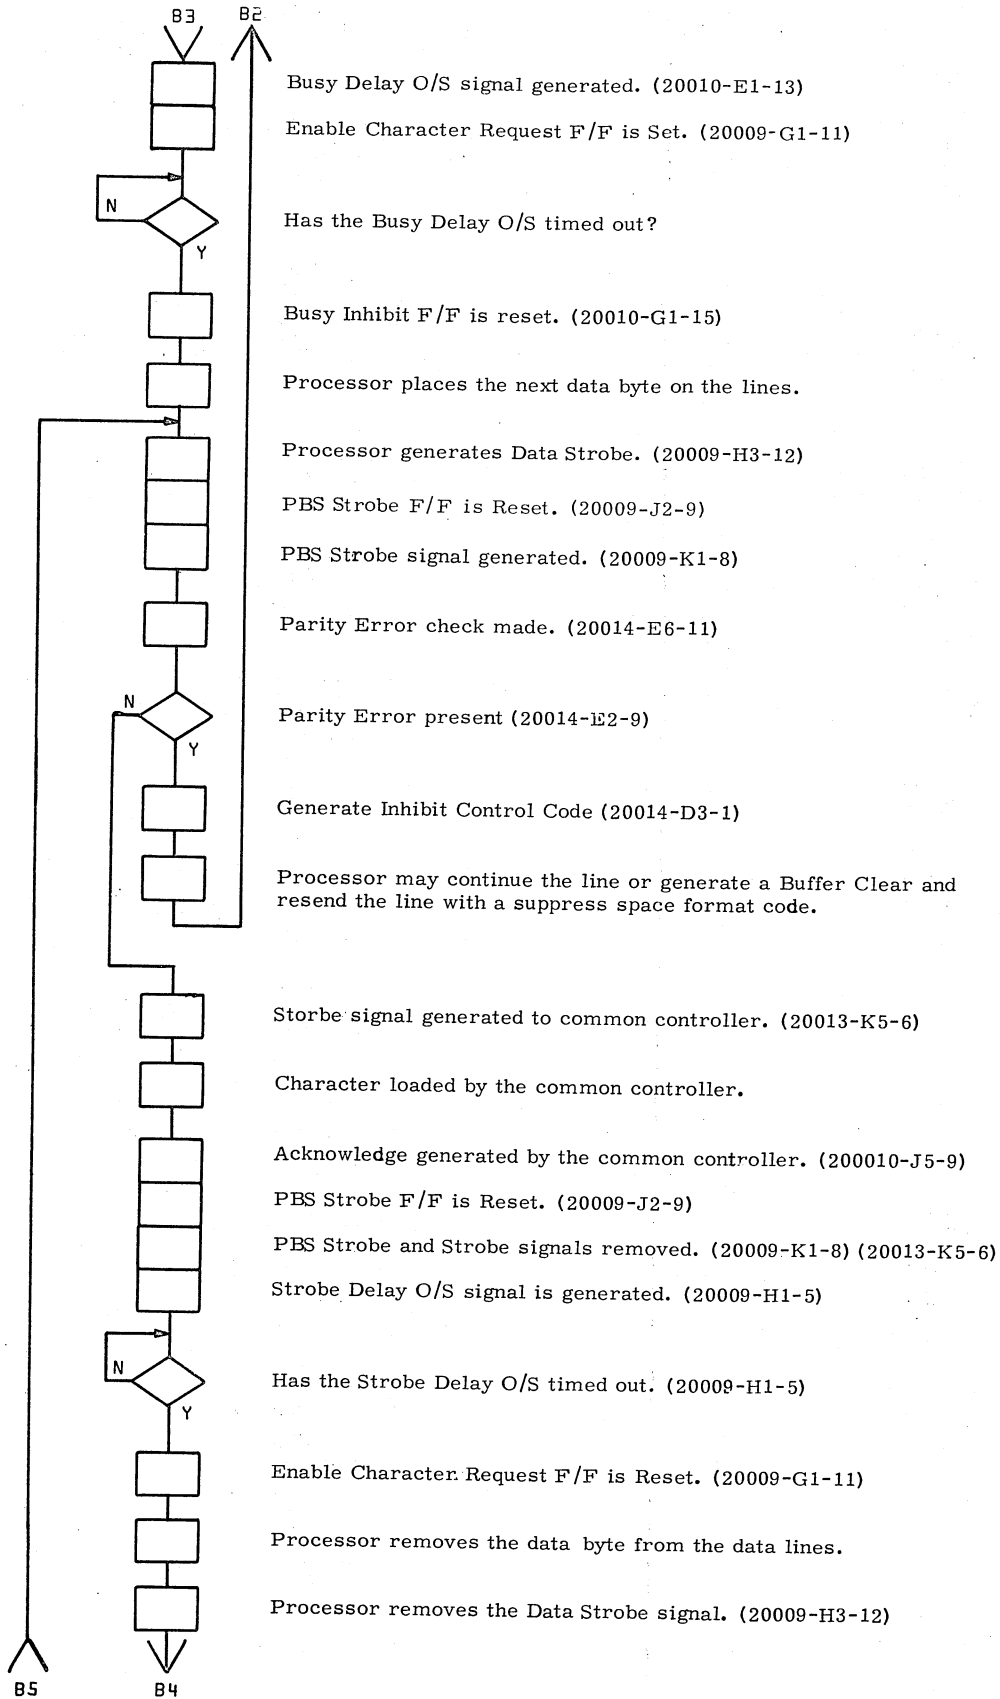 B3 B2
Busy Delay O/S signal generated. (20010-E1-13)
Enable Character Request F/F is Set. (20009-G1-11)
N
Has the Busy Delay O/S timed out?
Y
Busy Inhibit F/F is reset. (20010-G1-15)
Processor places the next data byte on the lines.
Processor generates Data Strobe. (20009-H3-12)
PBS Strobe F/F is Reset. (20009-J2-9)
PBS Strobe signal generated. (20009-K1-8)
Parity Error check made. (20014-E6-11)
N
Parity Error present (20014-E2-9)
Y
Generate Inhibit Control Code (20014-D3-1)
Processor may continue the line or generate a Buffer Clear and
resend the line with a suppress space format code.
Storbe signal generated to common controller. (20013-K5-6)
Character loaded by the common controller.
Acknowledge generated by the common controller. (200010-J5-9)
PBS Strobe F/F is Reset. (20009-J2-9)
PBS Strobe and Strobe signals removed. (20009-K1-8) (20013-K5-6)
Strobe Delay O/S signal is generated. (20009-H1-5)
N
Has the Strobe Delay O/S timed out. (20009-H1-5)
Y
Enable Character Request F/F is Reset. (20009-G1-11)
Processor removes the data byte from the data lines.
Processor removes the Data Strobe signal. (20009-H3-12)
B5 B4